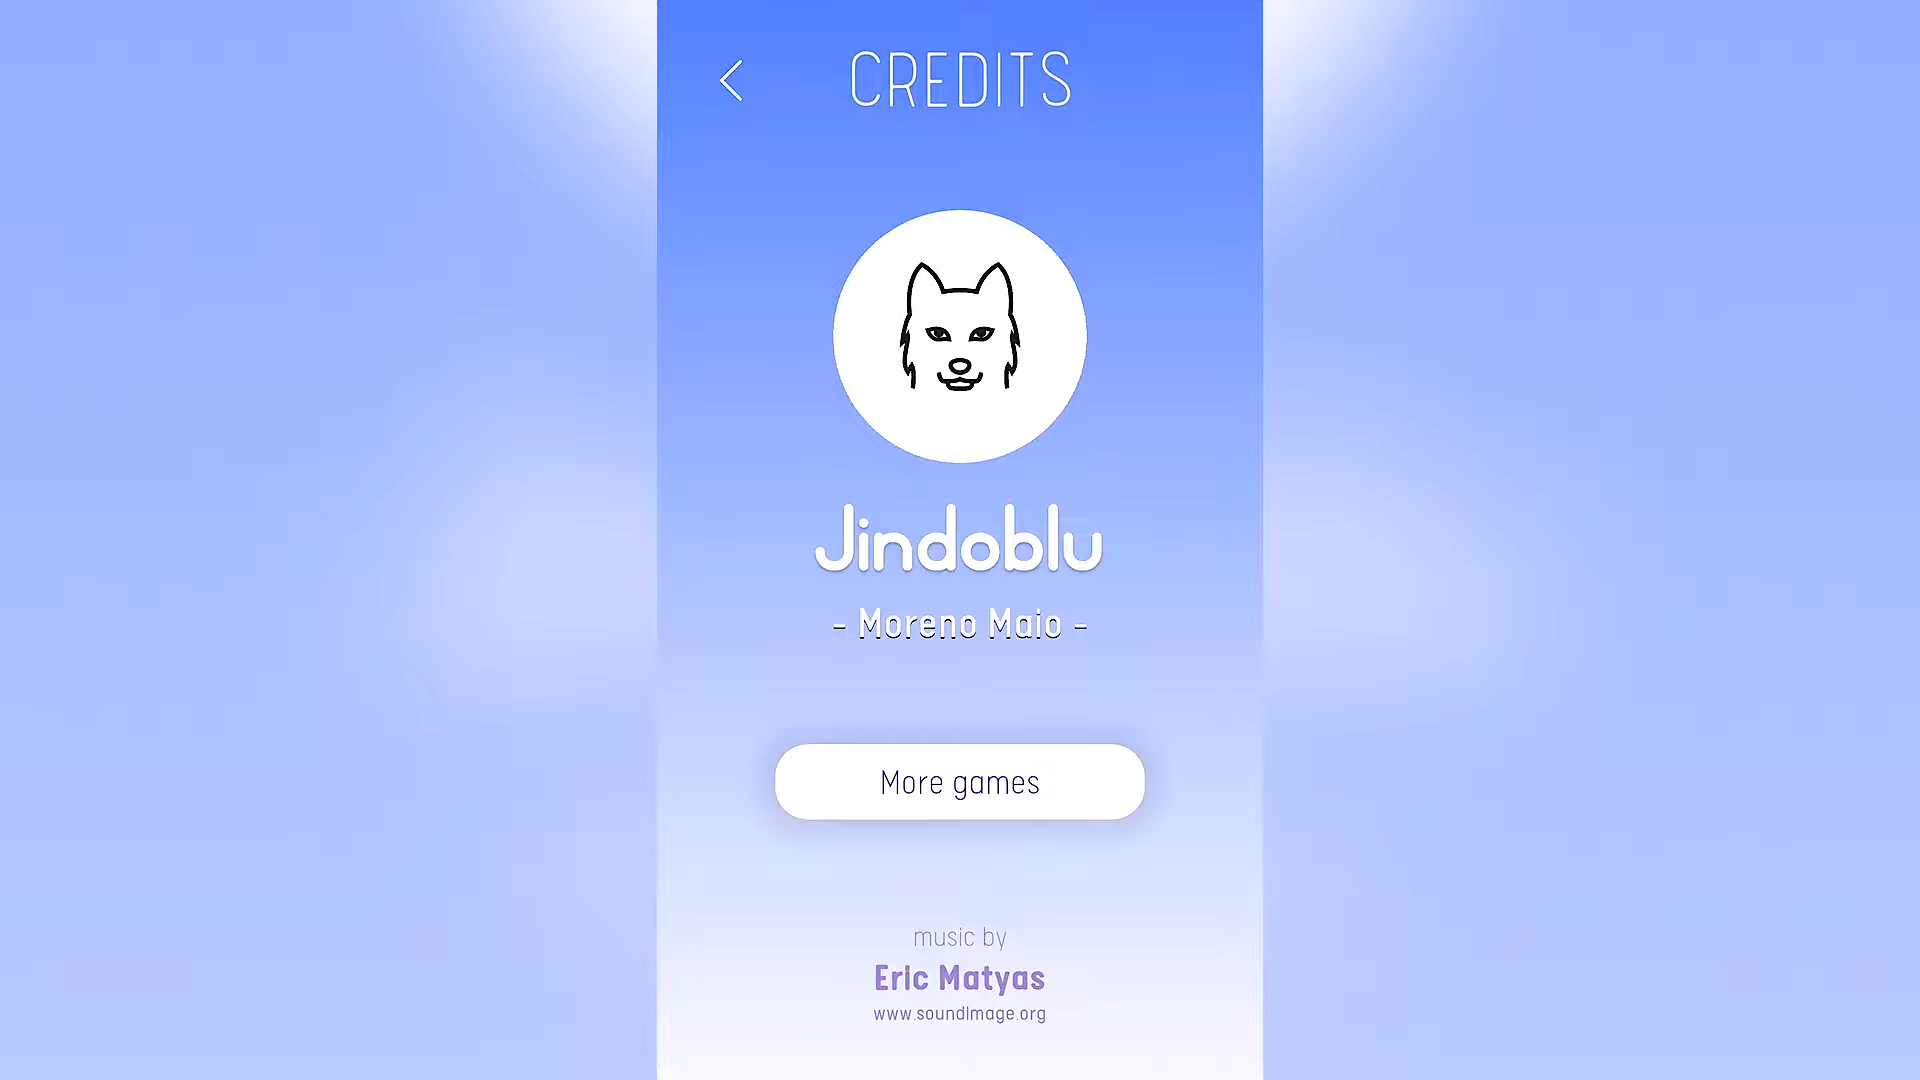 CREDITS
Jindoblu
- Moreno Maio -
More games
music by
Eric Matyas
www.soundimage.org